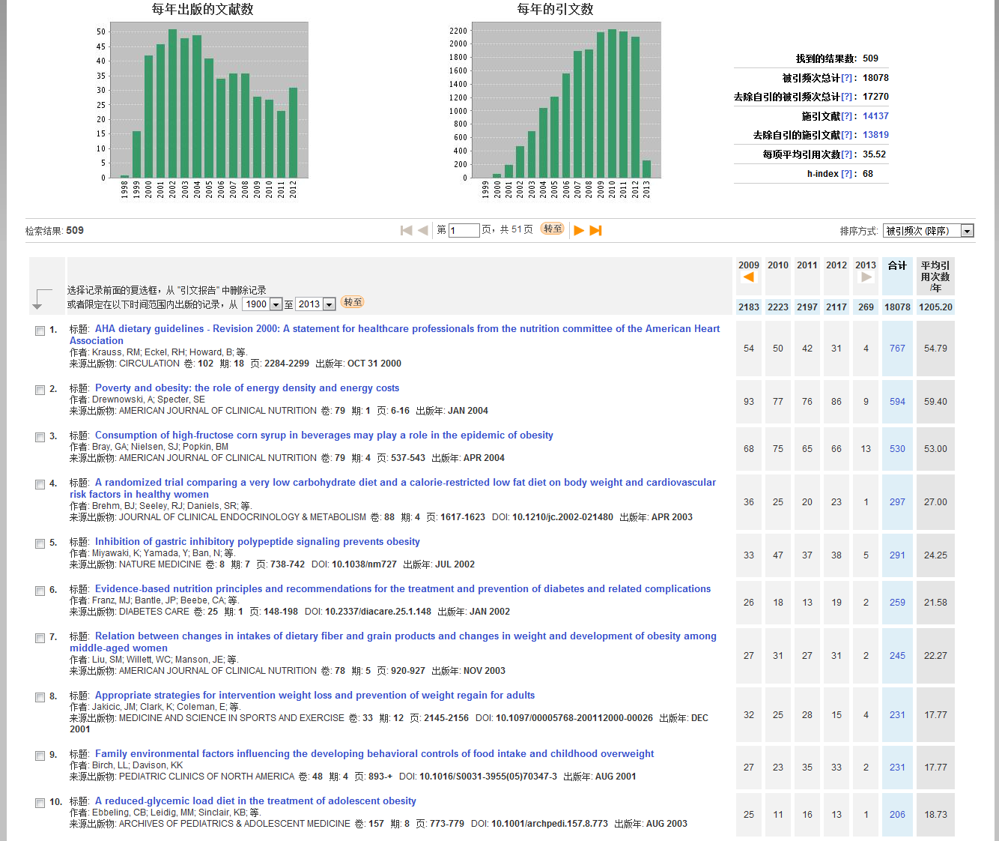 每年出版的文献数
50
45
40
35
30
25
20
15
10
5
0
1998
1999
2000
2001
2002
2003
2004
2005
2006
2007
2008
2009
2010
2011
2012
每年的引文数
2200
2000
1800
1600
1400
1200
1000
800
600
400
200
0
1999
2000
2001
2002
2003
2004
2005
2006
2007
2008
2009
2010
2011
2012
2013
找到的结果数: 509
被引频次总计[?] : 18078
去除自引的被引频次总计[?] : 17270
施引文献[?] : 14137
去除自引的施引文献[?] : 13819
每项平均引用次数[?] : 35.52
h-index [?] : 68
检索结果: 509
第 1 页，共 51 页 转至
排序方式: 被引频次 (降序)
选择记录前面的复选框，从 "引文报告" 中删除记录
或者限定在以下时间范围内出版的记录，从 1900 至 2013 转至
2009 2010 2011 2012 2013 合计 平均引用次数/年
2183 2223 2197 2117 269 18078 1205.20
1. 标题: AHA dietary guidelines - Revision 2000: A statement for healthcare professionals from the nutrition committee of the American Heart
Association
作者: Krauss, RM; Eckel, RH; Howard, B; 等.
来源出版物: CIRCULATION 卷: 102 期: 18 页: 2284-2299 出版年: OCT 31 2000
54 50 42 31 4 767 54.79
2. 标题: Poverty and obesity: the role of energy density and energy costs
作者: Drewnowski, A; Specter, SE
来源出版物: AMERICAN JOURNAL OF CLINICAL NUTRITION 卷: 79 期: 1 页: 6-16 出版年: JAN 2004
93 77 76 86 9 594 59.40
3. 标题: Consumption of high-fructose corn syrup in beverages may play a role in the epidemic of obesity
作者: Bray, GA; Nielsen, SJ; Popkin, BM
来源出版物: AMERICAN JOURNAL OF CLINICAL NUTRITION 卷: 79 期: 4 页: 537-543 出版年: APR 2004
68 75 65 66 13 530 53.00
4. 标题: A randomized trial comparing a very low carbohydrate diet and a calorie-restricted low fat diet on body weight and cardiovascular
risk factors in healthy women
作者: Brehm, BJ; Seeley, RJ; Daniels, SR; 等.
来源出版物: JOURNAL OF CLINICAL ENDOCRINOLOGY & METABOLISM 卷: 88 期: 4 页: 1617-1623 DOI: 10.1210/jc.2002-021480 出版年: APR 2003
36 25 20 23 1 297 27.00
5. 标题: Inhibition of gastric inhibitory polypeptide signaling prevents obesity
作者: Miyawaki, K; Yamada, Y; Ban, N; 等.
来源出版物: NATURE MEDICINE 卷: 8 期: 7 页: 738-742 DOI: 10.1038/nm727 出版年: JUL 2002
33 47 37 38 5 291 24.25
6. 标题: Evidence-based nutrition principles and recommendations for the treatment and prevention of diabetes and related complications
作者: Franz, MJ; Bantle, JP; Beebe, CA; 等.
来源出版物: DIABETES CARE 卷: 25 期: 1 页: 148-198 DOI: 10.2337/diacare.25.1.148 出版年: JAN 2002
26 18 13 19 2 259 21.58
7. 标题: Relation between changes in intakes of dietary fiber and grain products and changes in weight and development of obesity among
middle-aged women
作者: Liu, SM; Willett, WC; Manson, JE; 等.
来源出版物: AMERICAN JOURNAL OF CLINICAL NUTRITION 卷: 78 期: 5 页: 920-927 出版年: NOV 2003
27 31 27 31 2 245 22.27
8. 标题: Appropriate strategies for intervention weight loss and prevention of weight regain for adults
作者: Jakicic, JM; Clark, K; Coleman, E; 等.
来源出版物: MEDICINE AND SCIENCE IN SPORTS AND EXERCISE 卷: 33 期: 12 页: 2145-2156 DOI: 10.1097/00005768-200112000-00026 出版年: DEC
2001
32 25 28 15 4 231 17.77
9. 标题: Family environmental factors influencing the developing behavioral controls of food intake and childhood overweight
作者: Birch, LL; Davison, KK
来源出版物: PEDIATRIC CLINICS OF NORTH AMERICA 卷: 48 期: 4 页: 893-+ DOI: 10.1016/S0031-3955(05)70347-3 出版年: AUG 2001
27 23 35 33 2 231 17.77
10. 标题: A reduced-glycemic load diet in the treatment of adolescent obesity
作者: Ebbeling, CB; Leidig, MM; Sinclair, KB; 等.
来源出版物: ARCHIVES OF PEDIATRICS & ADOLESCENT MEDICINE 卷: 157 期: 8 页: 773-779 DOI: 10.1001/archpedi.157.8.773 出版年: AUG 2003
25 11 16 13 1 206 18.73